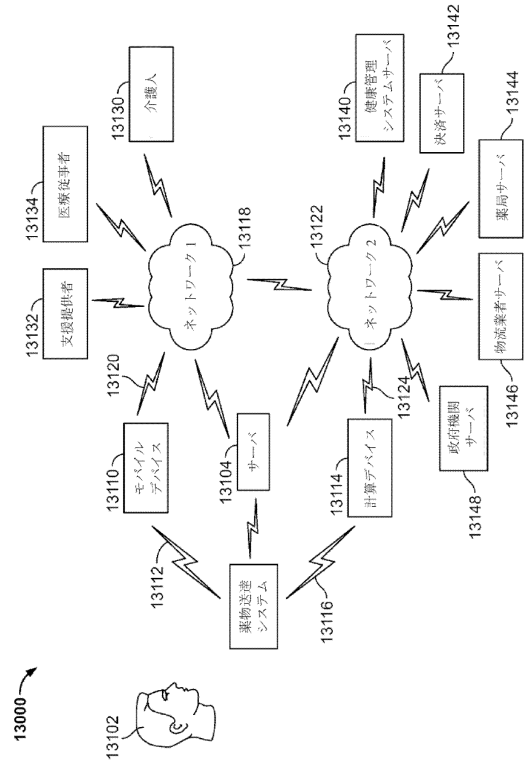 13000
13102
薬物送達
システム
13112
13116
13110
モバイル
デバイス
13104
サーバ
13114
計算デバイス
13120
13124
13132
支援提供者
13134
医療従事者
13130
介護人
ネットワーク1
13118
ネットワーク2
13122
13140
健康管理
システムサーバ
13142
決済サーバ
13144
薬局サーバ
13146
物流業者サーバ
13148
政府機関
サーバ